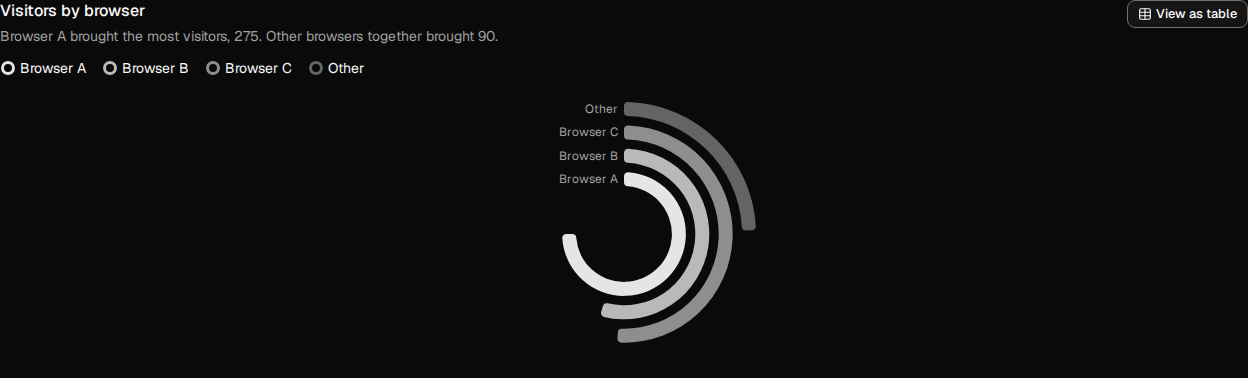 Visitors by browser
View as table
Browser A brought the most visitors, 275. Other browsers together brought 90.
Browser A
Browser B
Browser C
Other
Other
Browser C
Browser B
Browser A